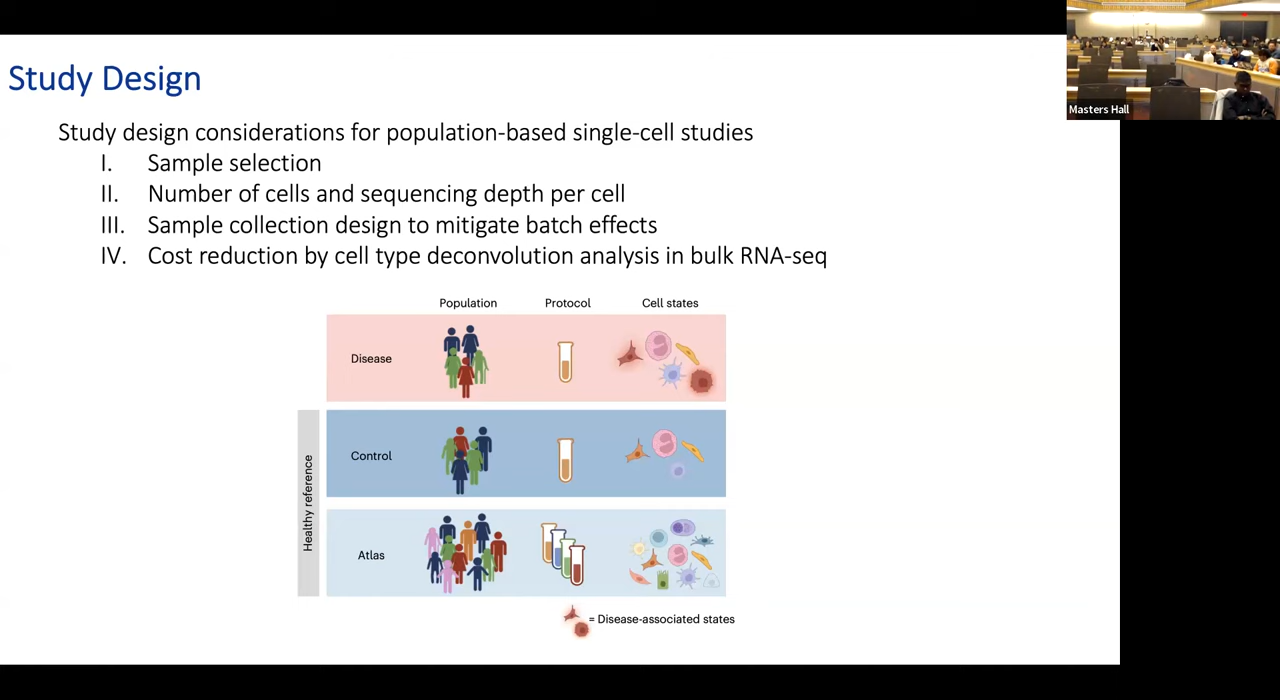 Study Design
Study design considerations for population-based single-cell studies
I. Sample selection
II. Number of cells and sequencing depth per cell
III. Sample collection design to mitigate batch effects
IV. Cost reduction by cell type deconvolution analysis in bulk RNA-seq
Population Protocol Cell states
Disease
Control
Healthy reference
Atlas
= Disease-associated states
Masters Hall